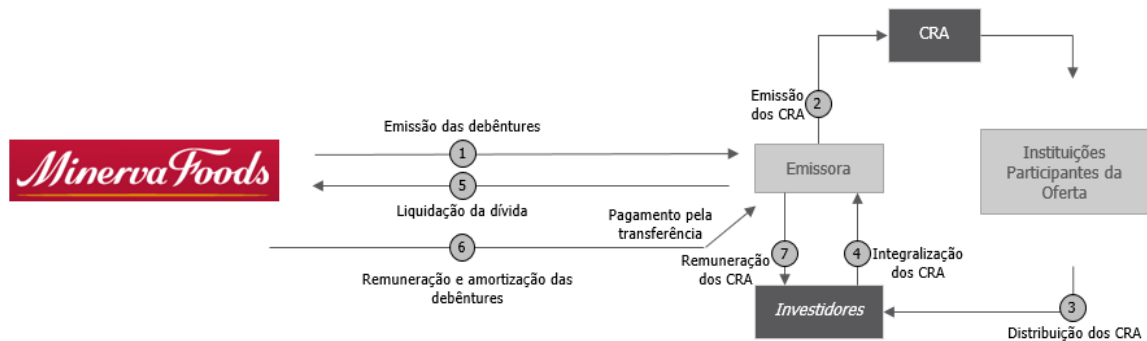 CRA
Emissão
dos CRA
2
Emissão das debêntures
1
Minerva Foods
Emissora
Instituições
Participantes da
Oferta
5
Liquidação da dívida
Pagamento pela
transferência
6
Remuneração e amortização das
debêntures
7
Remuneração
dos CRA
4
Integralização
dos CRA
Investidores
3
Distribuição dos CRA